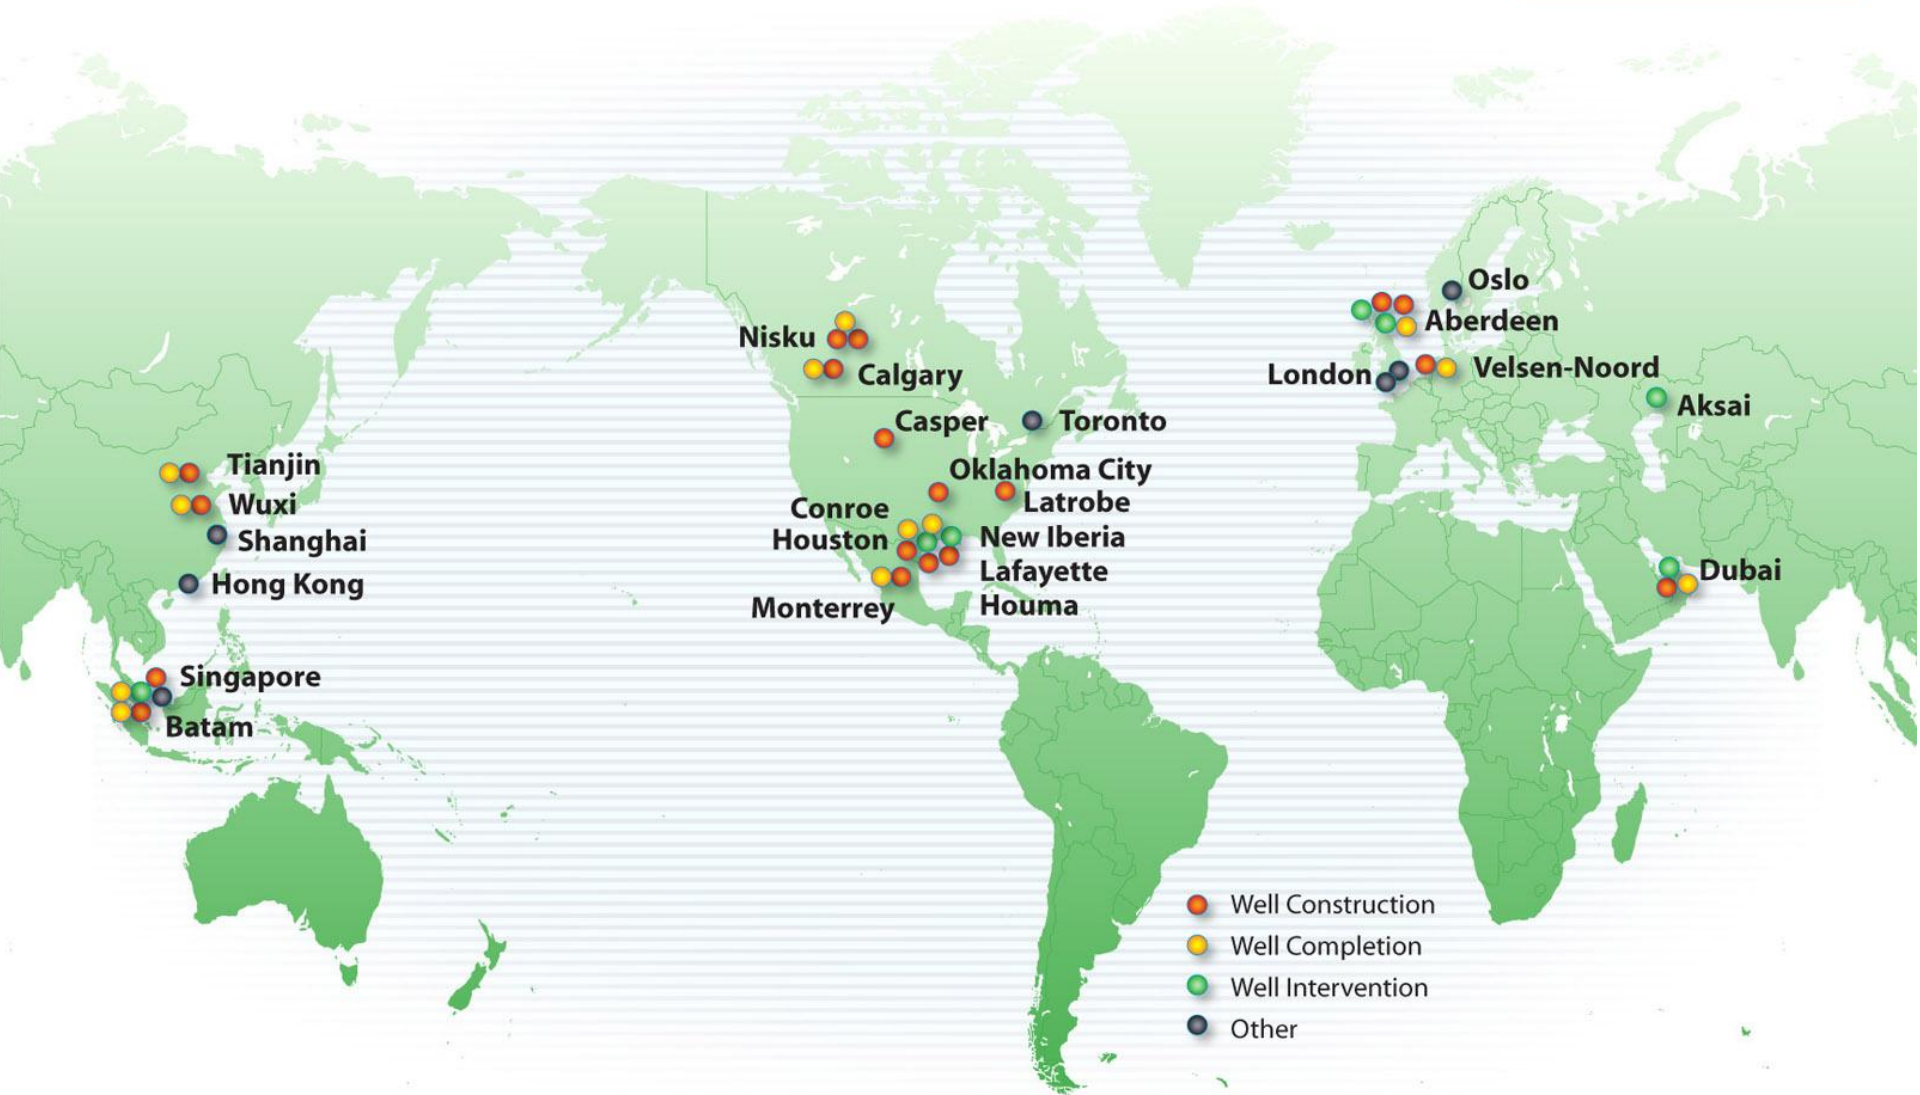 Oslo
Aberdeen
Nisku
Calgary
London
Velsen-Noord
Aksai
Casper
Toronto
Tianjin
Wuxi
Shanghai
Hong Kong
Oklahoma City
Latrobe
Conroe
Houston
New Iberia
Lafayette
Houma
Monterrey
Dubai
Singapore
Batam
Well Construction
Well Completion
Well Intervention
Other